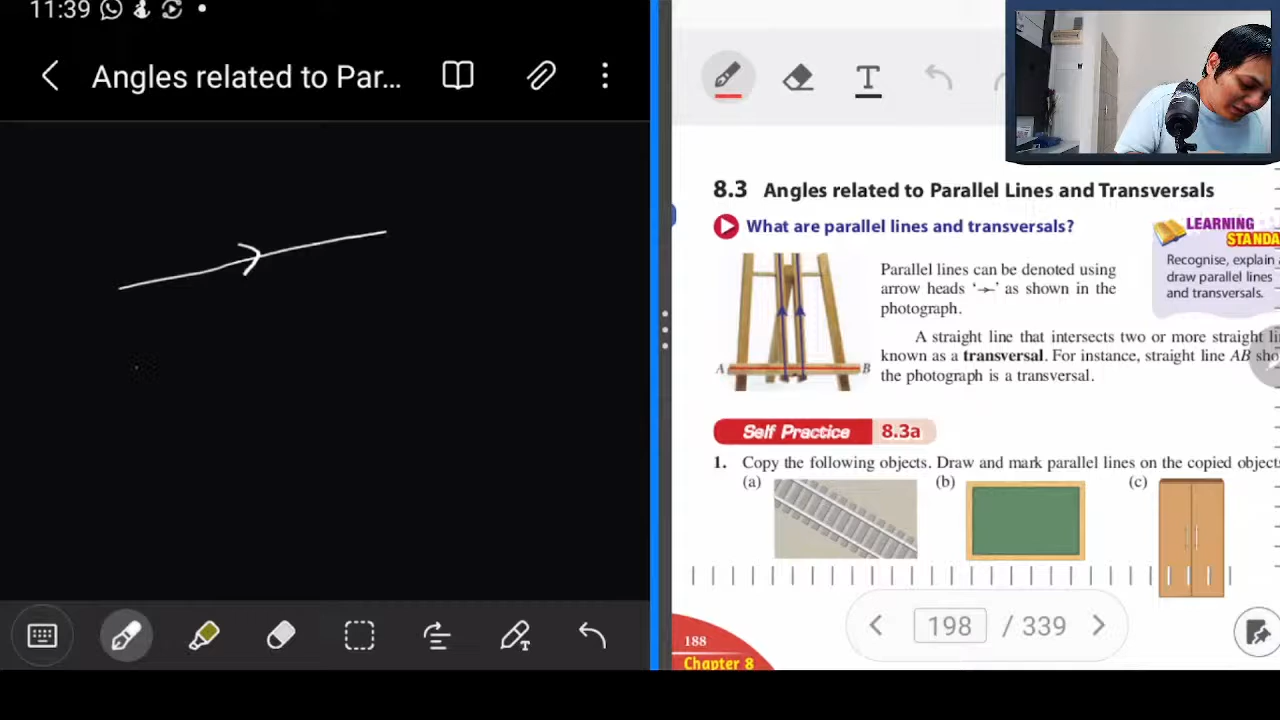 11:39
Angles related to Par...
T
8.3 Angles related to Parallel Lines and Transversals
What are parallel lines and transversals?
LEARNING
STANDA
Recognise, explain a
draw parallel lines
and transversals.
Parallel lines can be denoted using
arrow heads ‘→’ as shown in the
photograph.
A straight line that intersects two or more straight li
known as a transversal. For instance, straight line AB sho
the photograph is a transversal.
A
B
Self Practice 8.3a
1. Copy the following objects. Draw and mark parallel lines on the copied object
(a)
(b)
(c)
198 / 339
188
Chapter 8